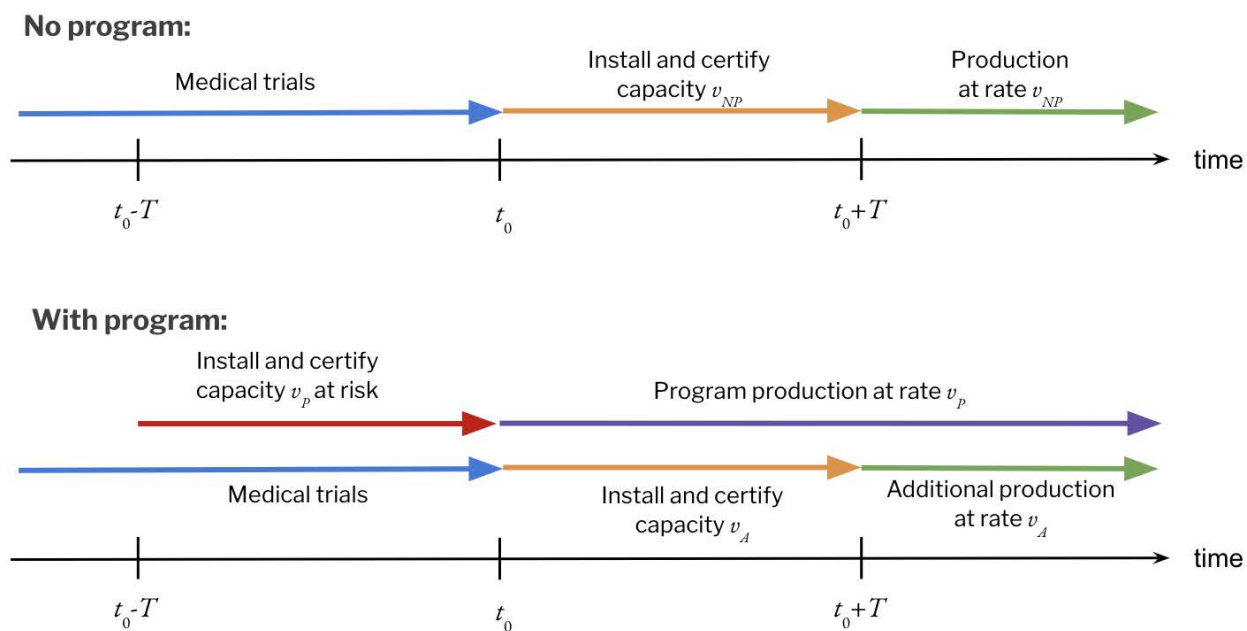 No program:
Medical trials
Install and certify
capacity v_NP
Production
at rate v_NP
time
t_0-T
t_0
t_0+T
With program:
Install and certify
capacity v_P at risk
Program production at rate v_P
Medical trials
Install and certify
capacity v_A
Additional production
at rate v_A
time
t_0-T
t_0
t_0+T